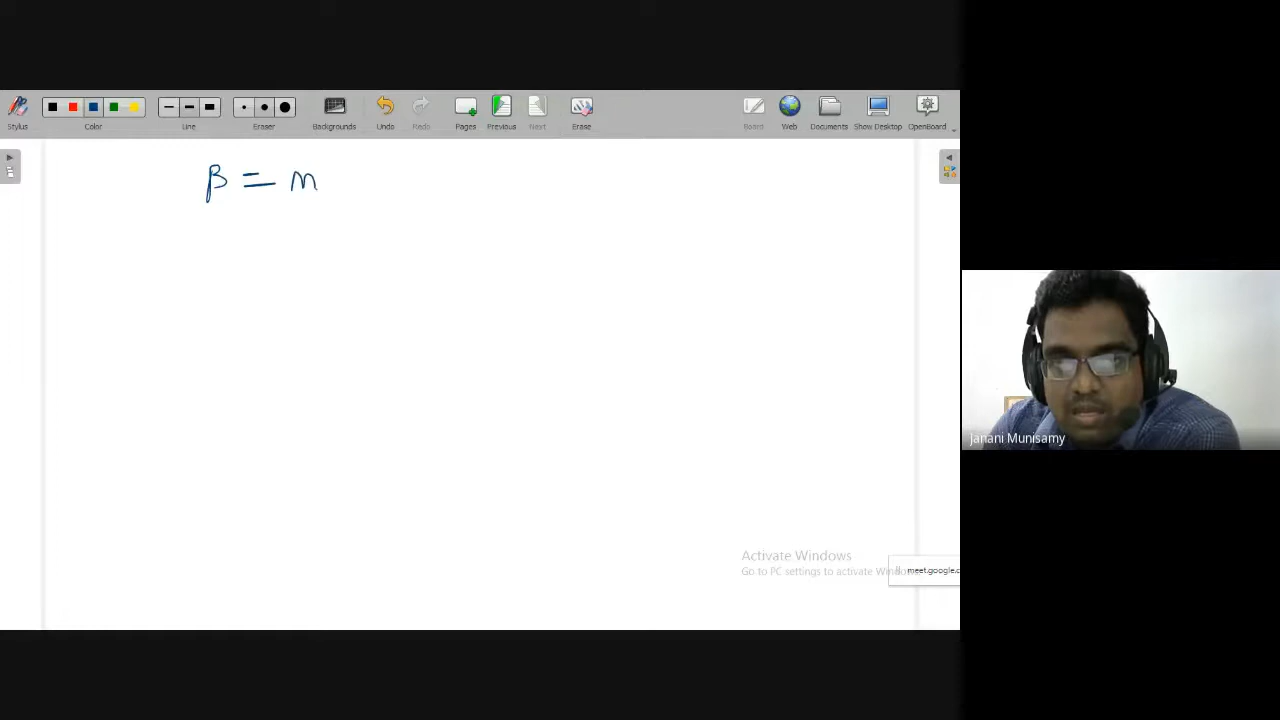 Stylus
Color
Line
Eraser
Backgrounds
Undo
Redo
Pages
Previous
Next
Erase
Board
Web
Documents
Show Desktop
OpenBoard
β = m
Janani Munisamy
Activate Windows
Go to PC settings to activate Windows.
meet.google.c